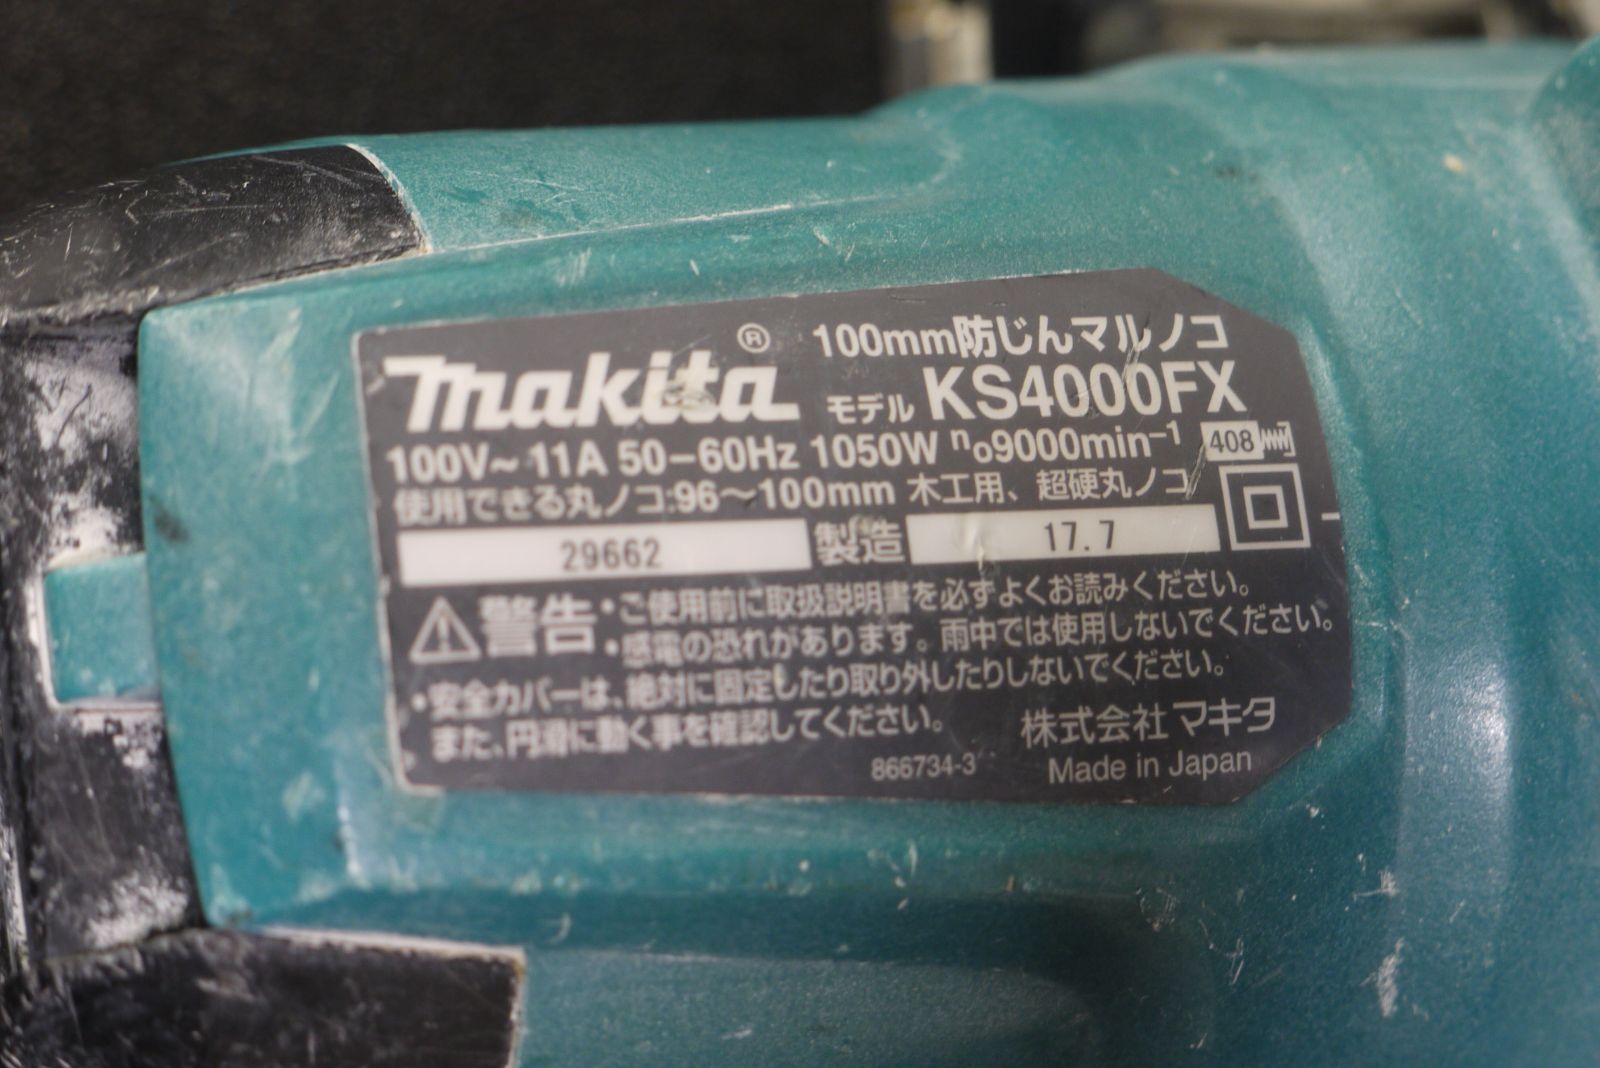 makita®
100mm防じんマルノコ
モデル KS4000FX
100V～ 11A 50-60Hz 1050W n₀9000min⁻¹ 408
使用できる丸ノコ:96～100mm 木工用、超硬丸ノコ
29662 製造 17.7
警告 ・ご使用前に取扱説明書を必ずよくお読みください。
・感電の恐れがあります。雨中では使用しないでください。
・安全カバーは、絶対に固定したり取り外したりしないでください。
また、円滑に動く事を確認してください。
株式会社マキタ
866734-3 Made in Japan